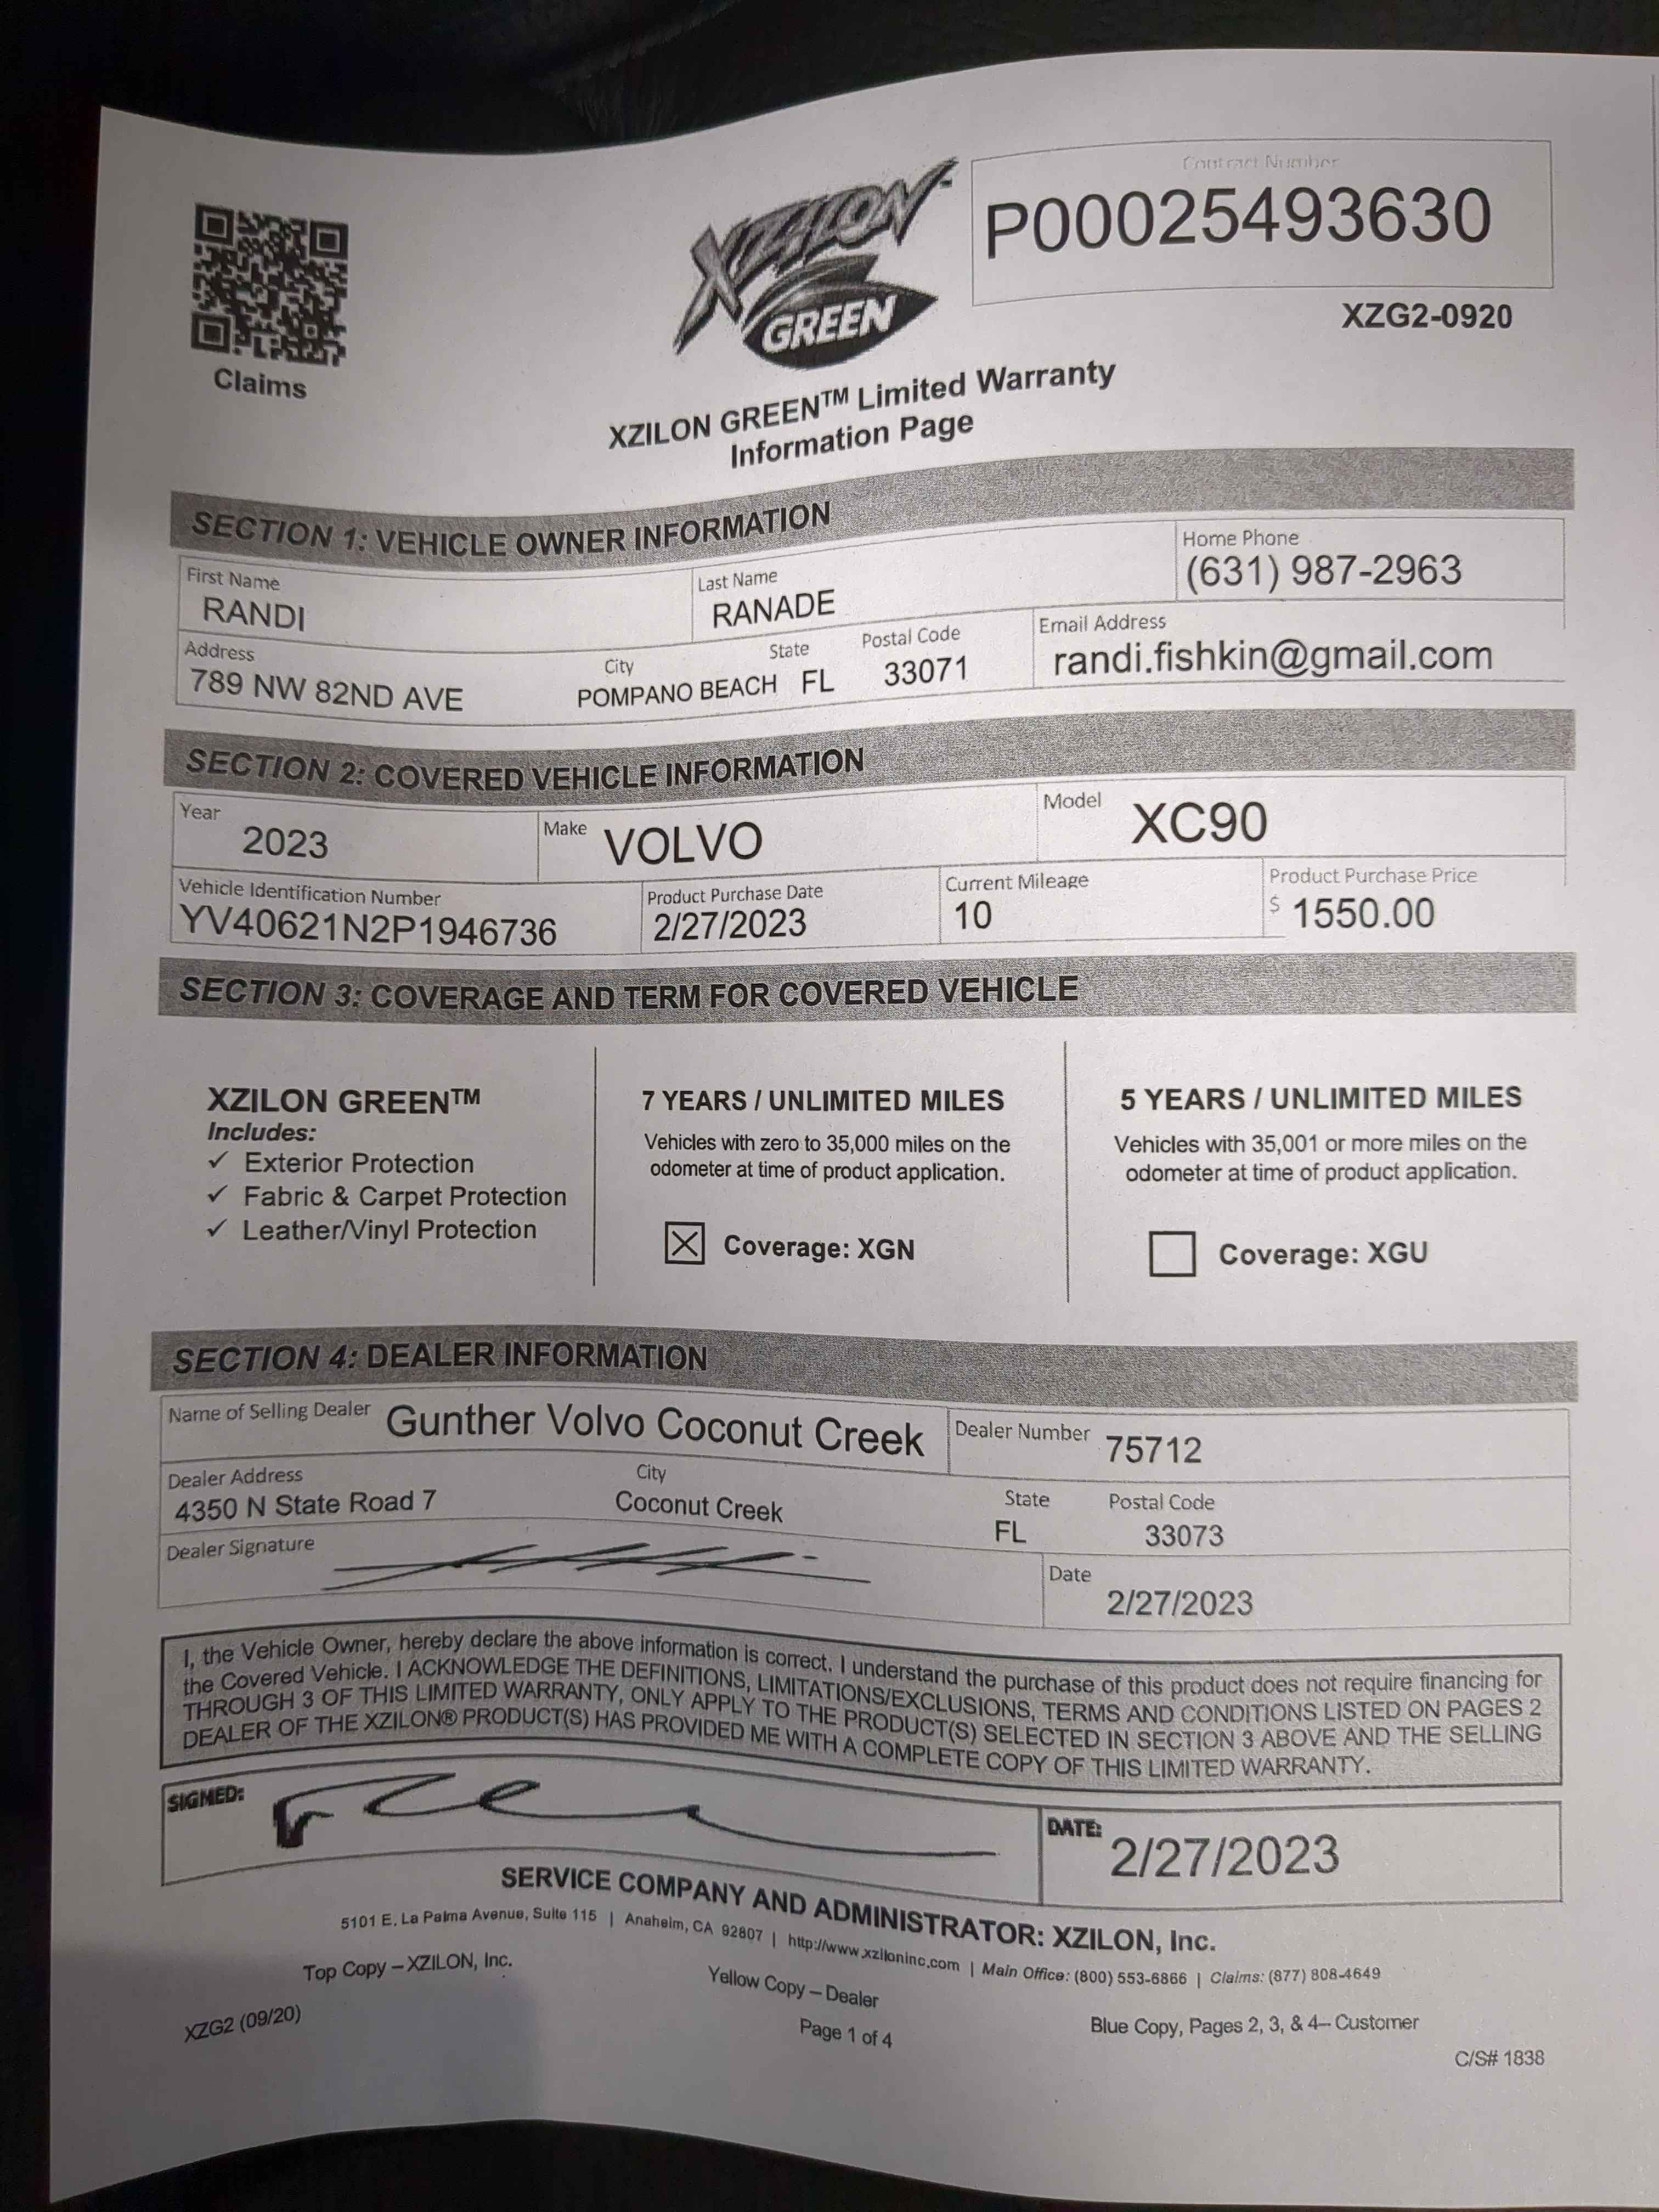 Contract Number
P00025493630
XZILON
GREEN
XZG2-0920
Claims
XZILON GREEN™ Limited Warranty
Information Page
SECTION 1: VEHICLE OWNER INFORMATION
First Name
RANDI
Last Name
RANADE
Home Phone
(631) 987-2963
Address
789 NW 82ND AVE
City
POMPANO BEACH
State
FL
Postal Code
33071
Email Address
randi.fishkin@gmail.com
SECTION 2: COVERED VEHICLE INFORMATION
Year
2023
Make
VOLVO
Model
XC90
Vehicle Identification Number
YV40621N2P1946736
Product Purchase Date
2/27/2023
Current Mileage
10
Product Purchase Price
$ 1550.00
SECTION 3: COVERAGE AND TERM FOR COVERED VEHICLE
XZILON GREEN™
Includes:
✓ Exterior Protection
✓ Fabric & Carpet Protection
✓ Leather/Vinyl Protection
7 YEARS / UNLIMITED MILES
Vehicles with zero to 35,000 miles on the
odometer at time of product application.
☒ Coverage: XGN
5 YEARS / UNLIMITED MILES
Vehicles with 35,001 or more miles on the
odometer at time of product application.
☐ Coverage: XGU
SECTION 4: DEALER INFORMATION
Name of Selling Dealer
Gunther Volvo Coconut Creek
Dealer Number
75712
Dealer Address
4350 N State Road 7
City
Coconut Creek
State
FL
Postal Code
33073
Dealer Signature
Date
2/27/2023
I, the Vehicle Owner, hereby declare the above information is correct. I understand the purchase of this product does not require financing for
the Covered Vehicle. I ACKNOWLEDGE THE DEFINITIONS, LIMITATIONS/EXCLUSIONS, TERMS AND CONDITIONS LISTED ON PAGES 2
THROUGH 3 OF THIS LIMITED WARRANTY, ONLY APPLY TO THE PRODUCT(S) SELECTED IN SECTION 3 ABOVE AND THE SELLING
DEALER OF THE XZILON® PRODUCT(S) HAS PROVIDED ME WITH A COMPLETE COPY OF THIS LIMITED WARRANTY.
SIGNED:
DATE:
2/27/2023
SERVICE COMPANY AND ADMINISTRATOR: XZILON, Inc.
5101 E. La Palma Avenue, Suite 115 | Anaheim, CA 92807 | http://www.xziloninc.com | Main Office: (800) 553-6866 | Claims: (877) 808-4649
Top Copy – XZILON, Inc.
Yellow Copy – Dealer
Blue Copy, Pages 2, 3, & 4– Customer
XZG2 (09/20)
Page 1 of 4
C/S# 1838